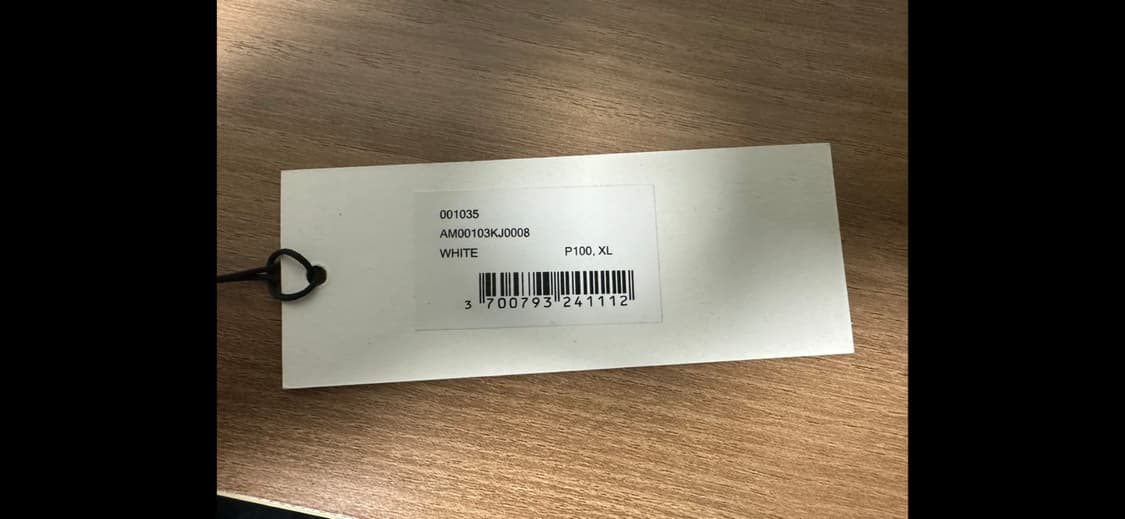 001035
AM00103KJ0008
WHITE P100, XL
3 700793 241112